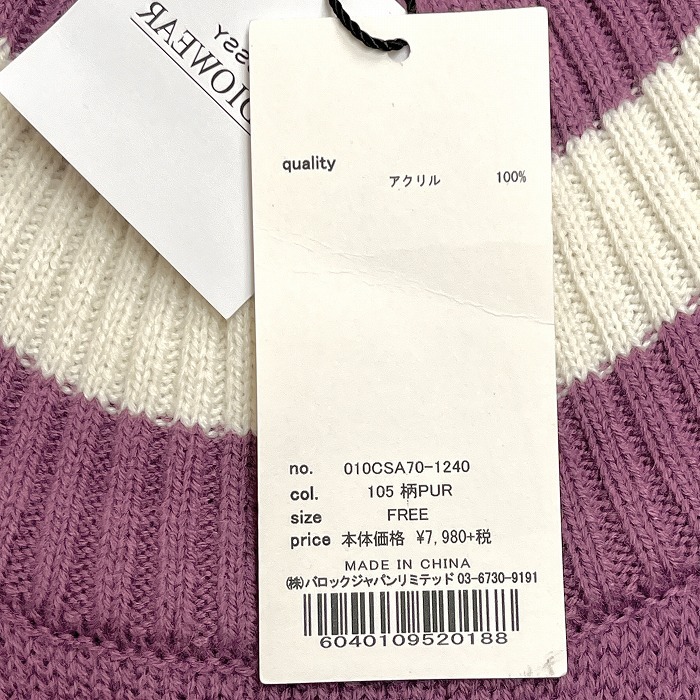 quality
アクリル 100%
no. 010CSA70-1240
col. 105 柄PUR
size FREE
price 本体価格 ¥7,980+税
MADE IN CHINA
(株)バロックジャパンリミテッド 03-6730-9191
6040109520188